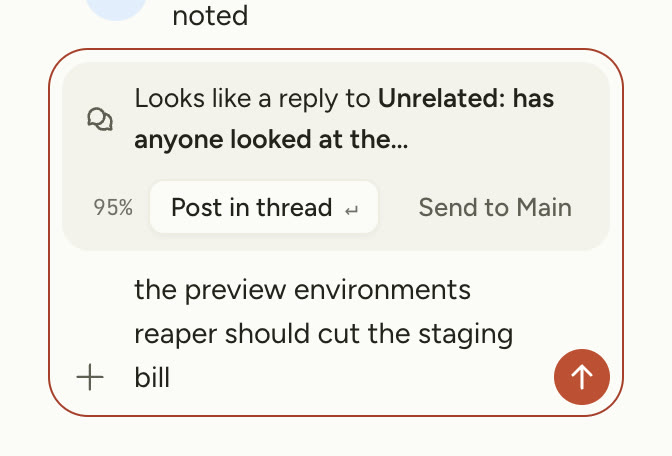 noted
Looks like a reply to Unrelated: has
anyone looked at the...
95% Post in thread ↵ Send to Main
the preview environments
reaper should cut the staging
bill